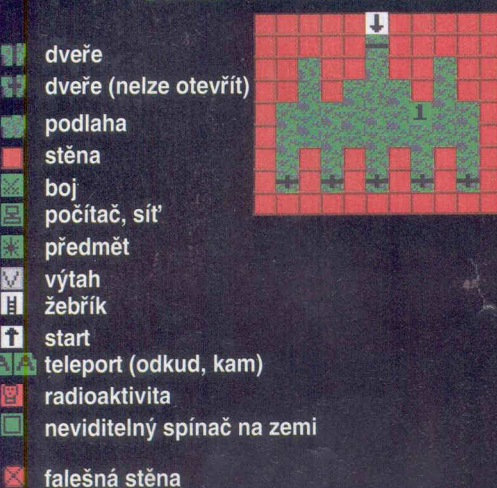 dveře
dveře (nelze otevřít)
podlaha
stěna
boj
počítač, síť
předmět
výtah
žebřík
start
teleport (odkud, kam)
radioaktivita
neviditelný spínač na zemi
falešná stěna
1